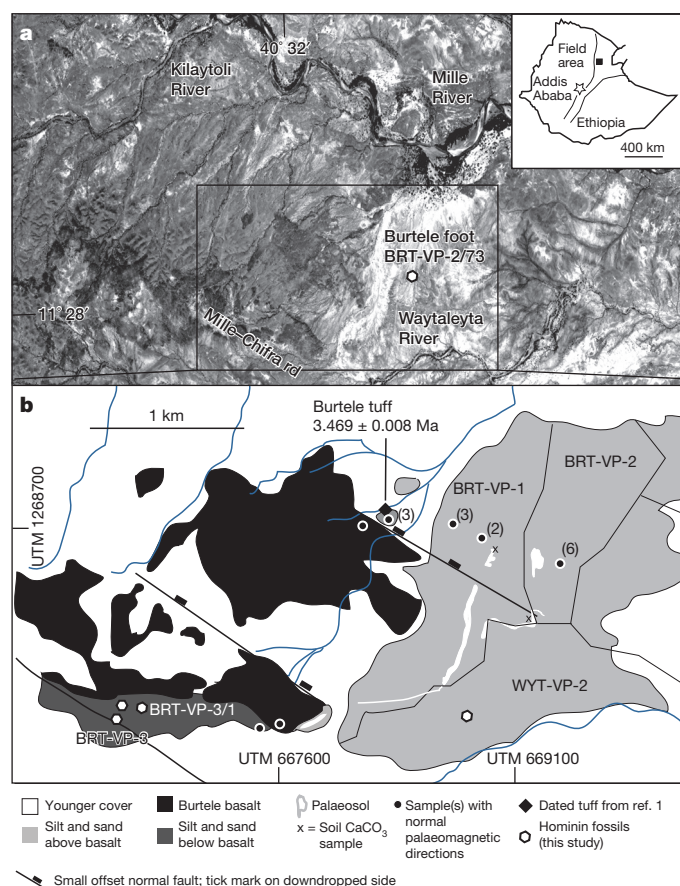 a
40° 32′
Kilaytoli
River
Mille
River
Field
area
Addis
Ababa
Ethiopia
400 km
Burtele foot
BRT-VP-2/73
11° 28′
Mille–Chifra rd
Waytaleyta
River
b
1 km
Burtele tuff
3.469 ± 0.008 Ma
BRT-VP-2
BRT-VP-1
UTM 1268700
(3)
(3)
(2)
x
(6)
x
WYT-VP-2
BRT-VP-3/1
BRT-VP-3
UTM 667600
UTM 669100
Younger cover
Burtele basalt
Palaeosol
Sample(s) with
normal
palaeomagnetic
directions
Dated tuff from ref. 1
Silt and sand
above basalt
Silt and sand
below basalt
x = Soil CaCO₃
sample
Hominin fossils
(this study)
Small offset normal fault; tick mark on downdropped side